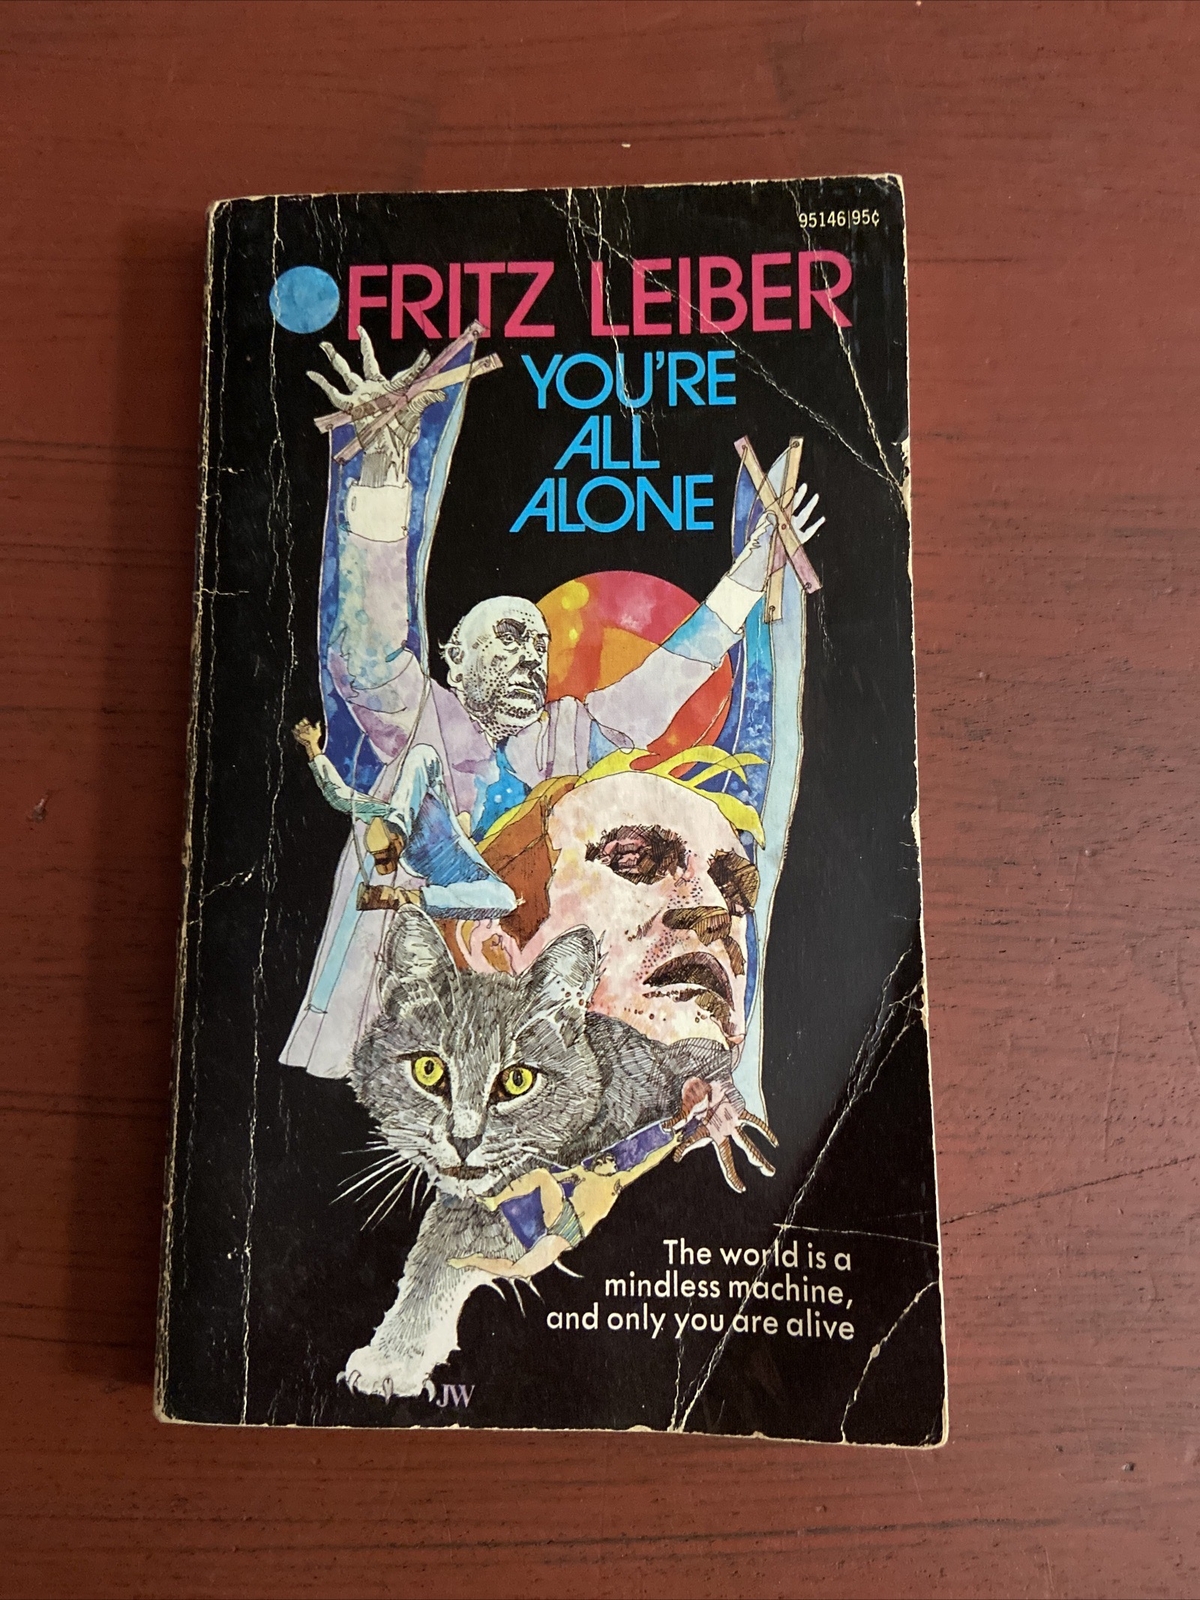 95146|95¢
FRITZ LEIBER
YOU'RE
ALL
ALONE
The world is a
mindless machine,
and only you are alive
JW